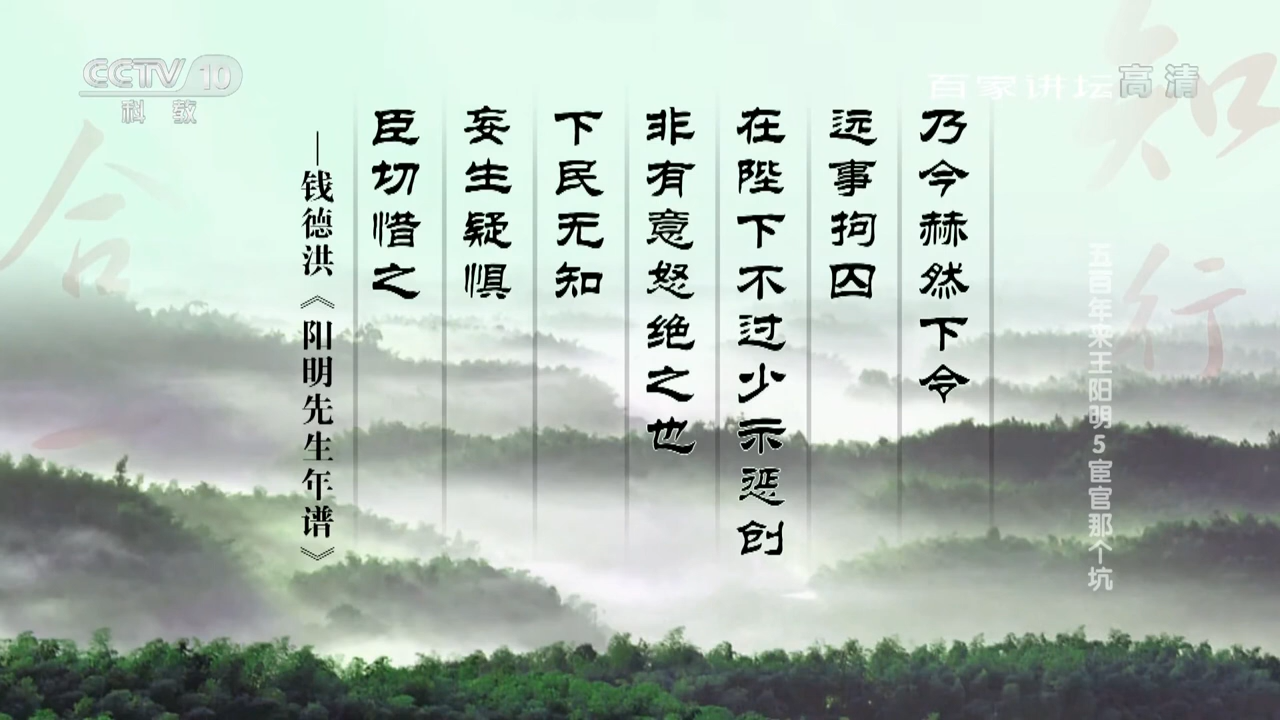 CCTV 10
科教
百家讲坛 高清
知行
合一
五百年来王阳明5宦官那个坑
乃今赫然下令
远事拘囚
在陛下不过少示惩创
非有意怒绝之也
下民无知
妄生疑惧
臣切惜之
—钱德洪《阳明先生年谱》